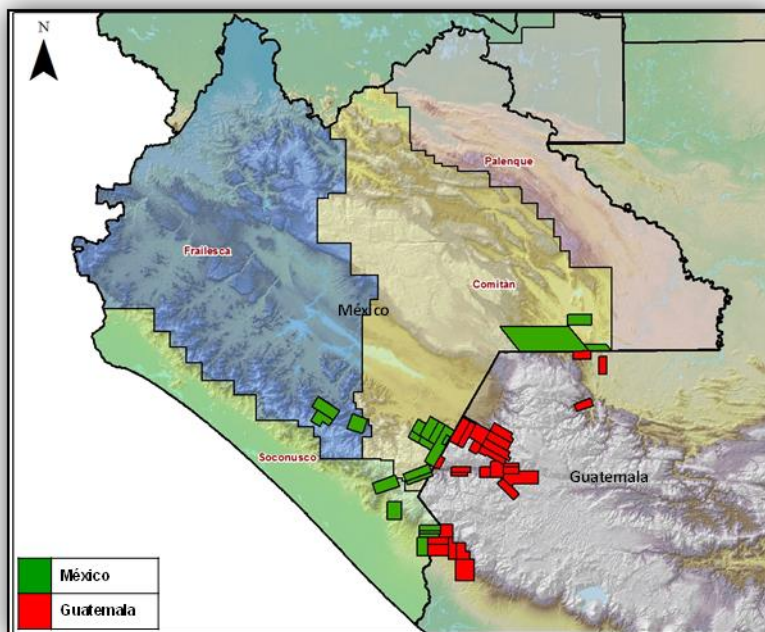 N
Palenque
Frailesca
Comitán
México
Soconusco
Guatemala
México
Guatemala